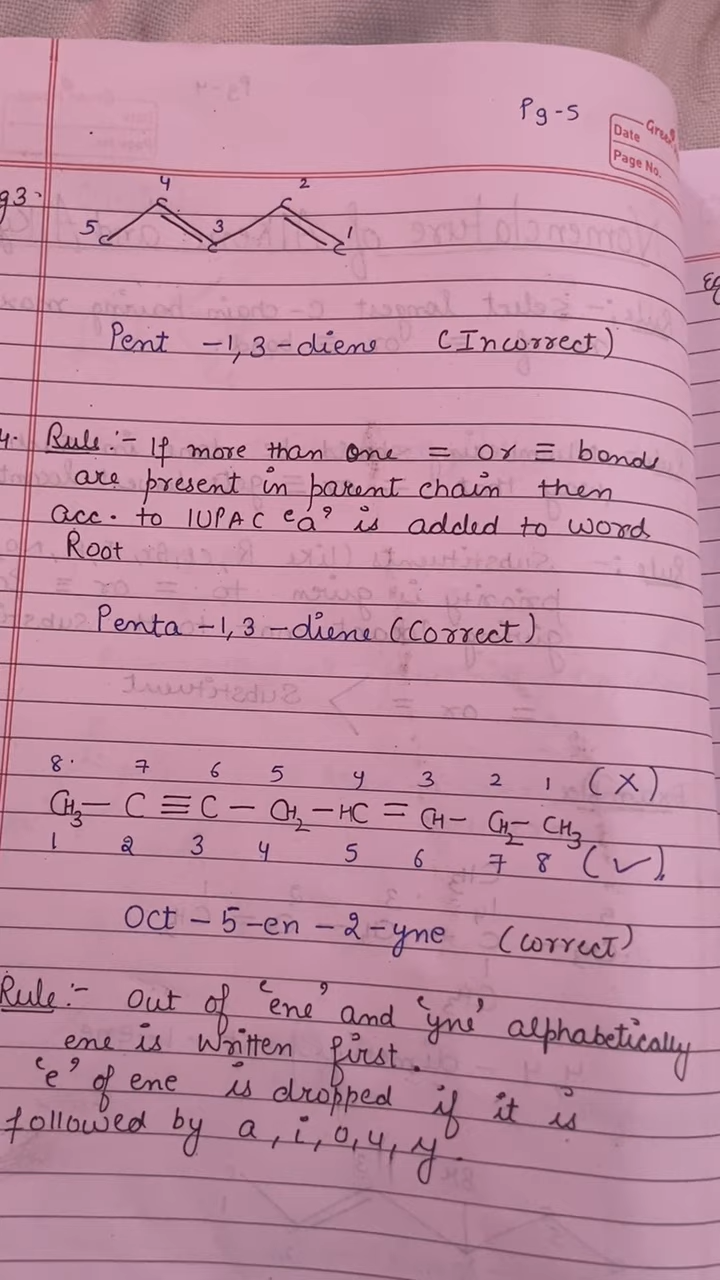 Pg-5
Date
Page No.
g3.
4 2
5 3 1
Pent -1,3-diene (Incorrect)
4. Rule:- If more than one = or ≡ bonds
are present in parent chain then
acc. to IUPAC 'a' is added to word
Root
Penta -1,3-diene (Correct)
8. 7 6 5 4 3 2 1 (X)
CH3- C ≡ C - CH2 - HC = CH - CH2- CH3
1 2 3 4 5 6 7 8 (✓)
Oct -5-en -2-yne (correct)
Rule:- Out of 'ene' and 'yne' alphabetically
ene is written first.
'e' of ene is dropped if it is
followed by a, i, o, u, y.